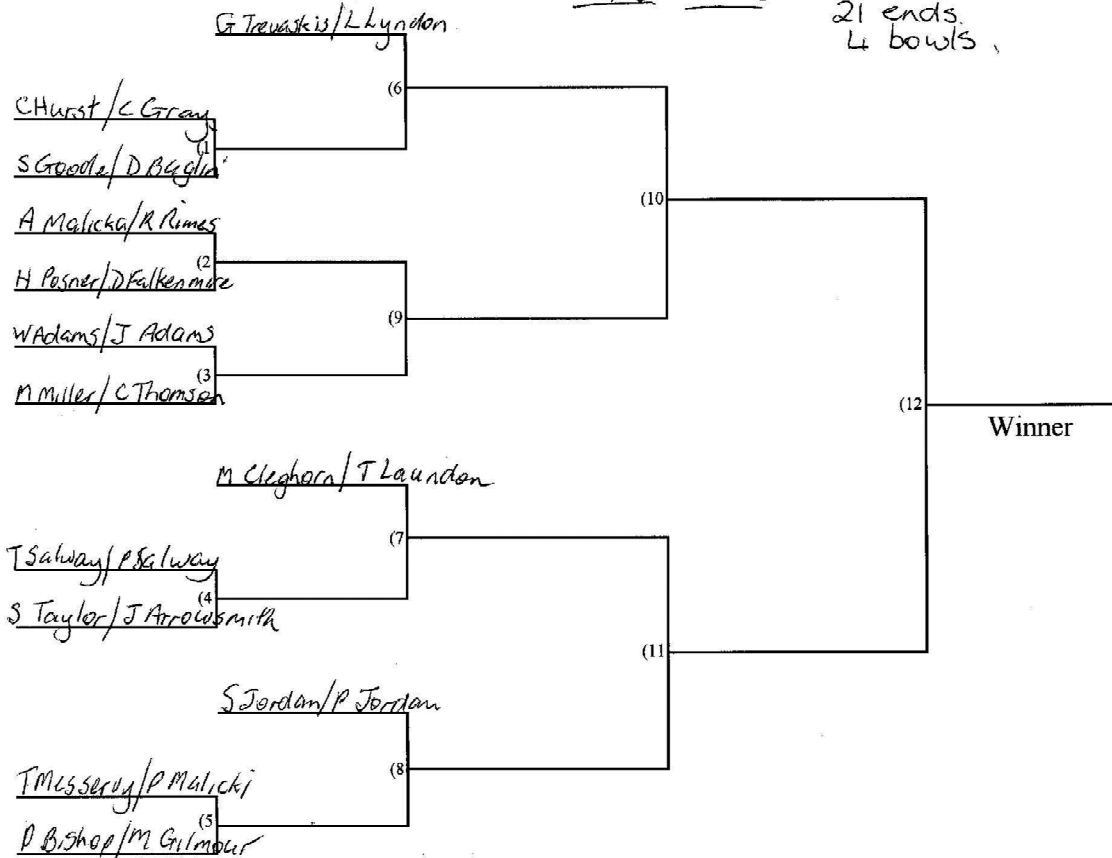 21 ends.
4 bowls.
G Trevaskis/L Lyndon
(6
C Hurst/C Gray
(1
S Goode/D Baglin
(10
A Malicka/R Rimes
(2
H Posner/D Falkenmire
(9
W Adams/J Adams
(3
M Miller/C Thomson
(12
Winner
M Cleghorn/T Laundon
(7
T Salway/P Salway
(4
S Taylor/J Arrowsmith
(11
S Jordan/P Jordan
(8
T Messervy/P Malicki
(5
P Bishop/M Gilmour